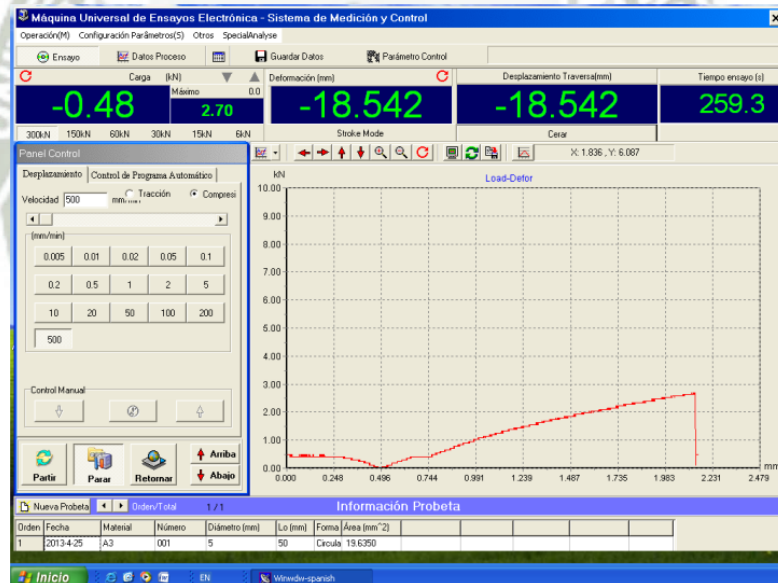 Máquina Universal de Ensayos Electrónica - Sistema de Medición y Control
Operación(M) Configuración Parâmetros(S) Otros SpecialAnalyse
Ensayo Datos Proceso Guardar Datos Parámetro Control
Carga (kN) Deformación (mm) Desplazamiento Traversa(mm) Tiempo ensayo (s)
Máximo 0.0
-0.48 2.70 -18.542 -18.542 259.3
300kN 150kN 60kN 30kN 15kN 6kN Stroke Mode Cerar
Panel Control
X: 1.836 , Y: 6.087
Desplazamiento Control de Programa Automático
Velocidad 500 mm/min Tracción Compresi
(mm/min)
0.005 0.01 0.02 0.05 0.1
0.2 0.5 1 2 5
10 20 50 100 200
500
Control Manual
Partir Parar Retornar Arriba
Abajo
kN Load-Defor
10.00
9.00
8.00
7.00
6.00
5.00
4.00
3.00
2.00
1.00
0.00
mm
0.000 0.248 0.496 0.744 0.991 1.239 1.487 1.735 1.983 2.231 2.479
Nueva Probeta Orden/Total 1 / 1 Información Probeta
Orden Fecha Material Número Diámetro (mm) Lo (mm) Forma Área (mm^2)
1 2013-4-25 A3 001 5 50 Circula 19.6350
Inicio EN Winwdw-spanish